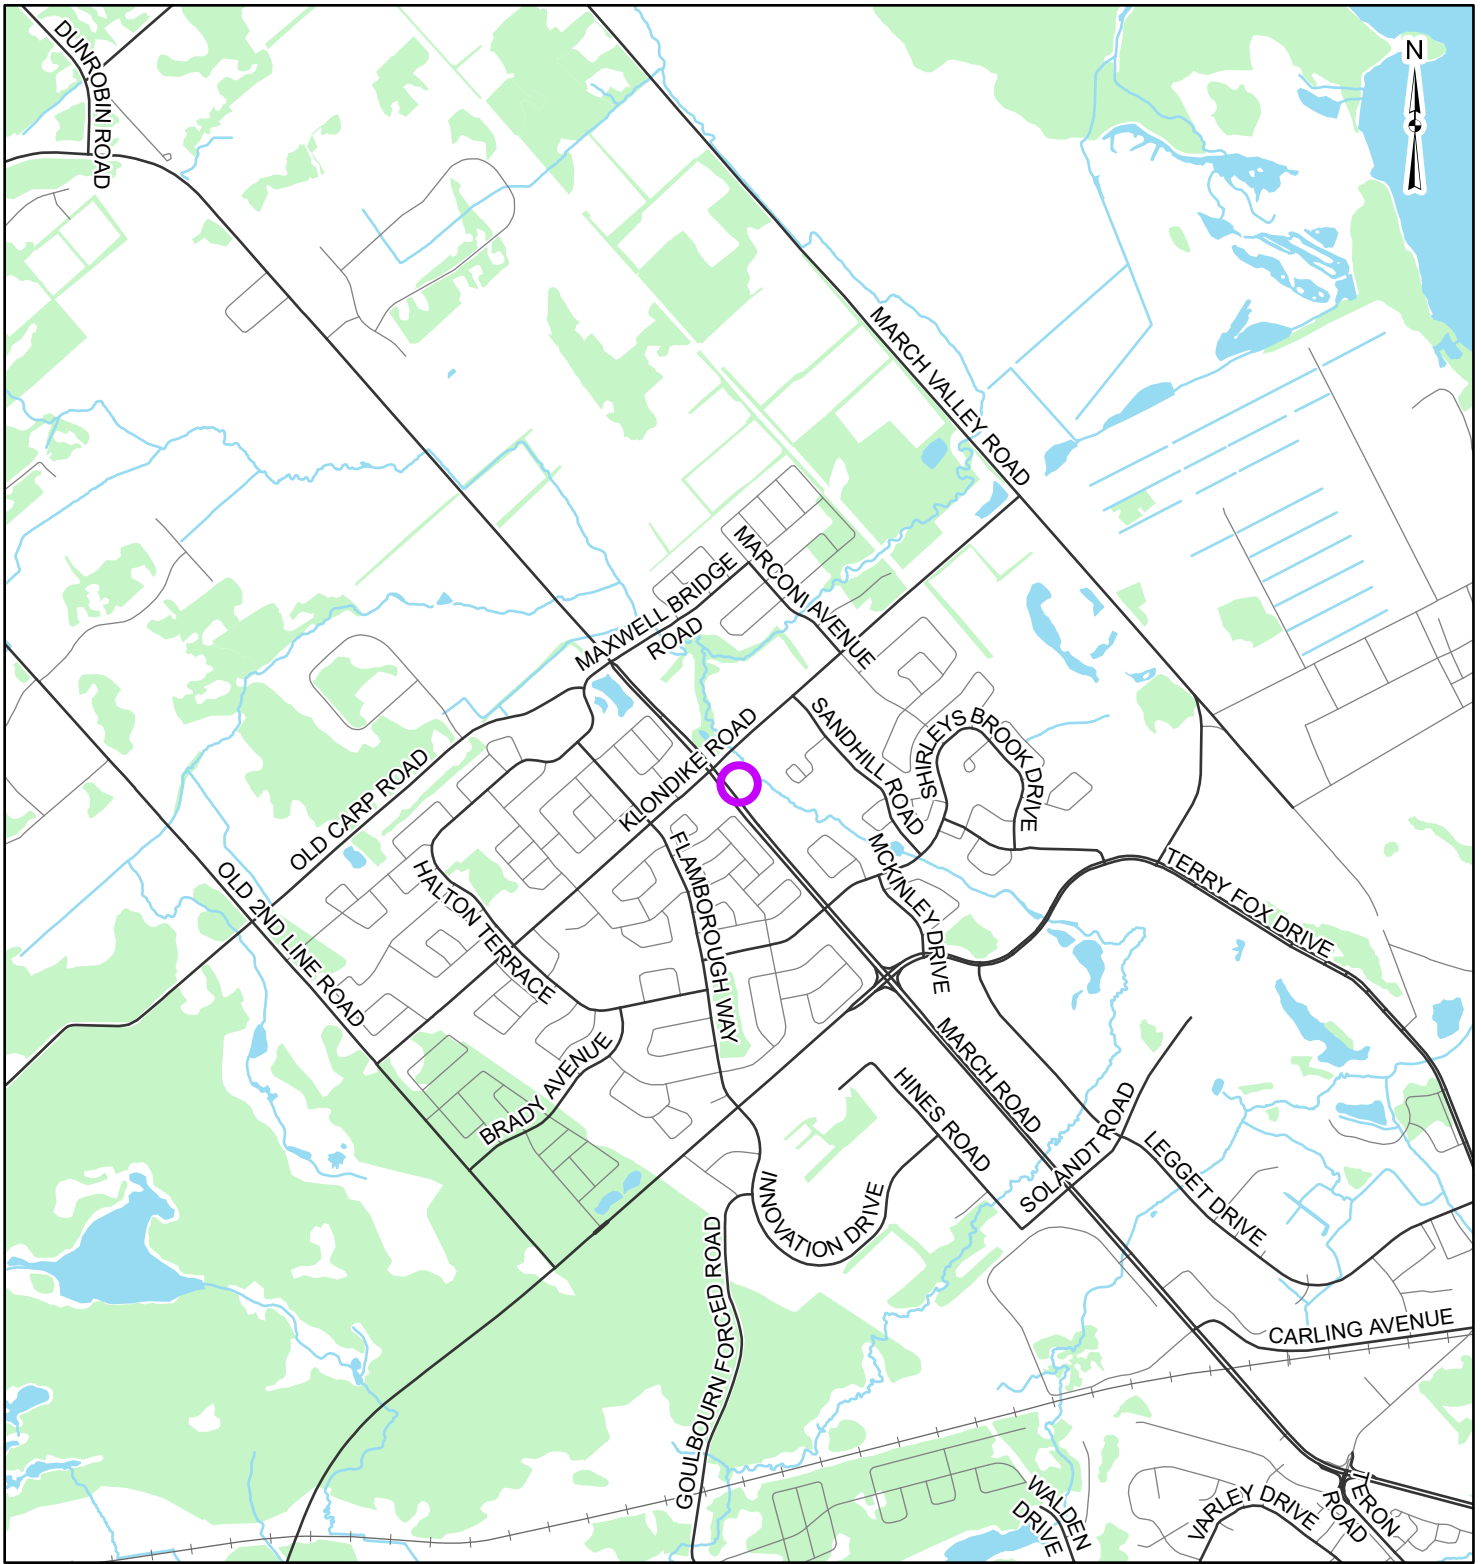 DUNROBIN ROAD
N
MARCH VALLEY ROAD
MARCONI AVENUE
MAXWELL BRIDGE
ROAD
SANDHILL ROAD
SHIRLEYS BROOK DRIVE
KLONDIKE ROAD
OLD CARP ROAD
FLAMBOROUGH WAY
MCKINLEY DRIVE
TERRY FOX DRIVE
HALTON TERRACE
OLD 2ND LINE ROAD
MARCH ROAD
BRADY AVENUE
HINES ROAD
SOLANDT ROAD
LEGGET DRIVE
INNOVATION DRIVE
GOULBOURN FORCED ROAD
CARLING AVENUE
WALDEN
DRIVE
VARLEY DRIVE
TERON
ROAD